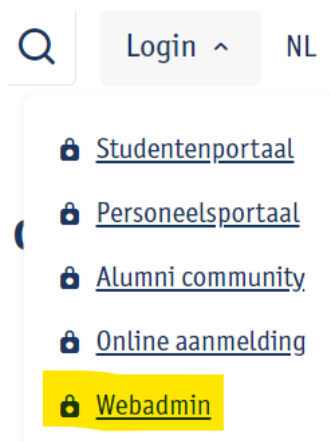 Login NL
Studentenportaal
Personeelsportaal
Alumni community
Online aanmelding
Webadmin